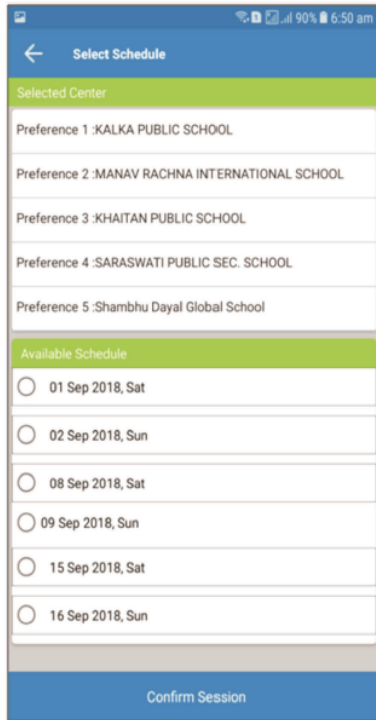 90% 6:50 am
Select Schedule
Selected Center
Preference 1 :KALKA PUBLIC SCHOOL
Preference 2 :MANAV RACHNA INTERNATIONAL SCHOOL
Preference 3 :KHAITAN PUBLIC SCHOOL
Preference 4 :SARASWATI PUBLIC SEC. SCHOOL
Preference 5 :Shambhu Dayal Global School
Available Schedule
01 Sep 2018, Sat
02 Sep 2018, Sun
08 Sep 2018, Sat
09 Sep 2018, Sun
15 Sep 2018, Sat
16 Sep 2018, Sun
Confirm Session